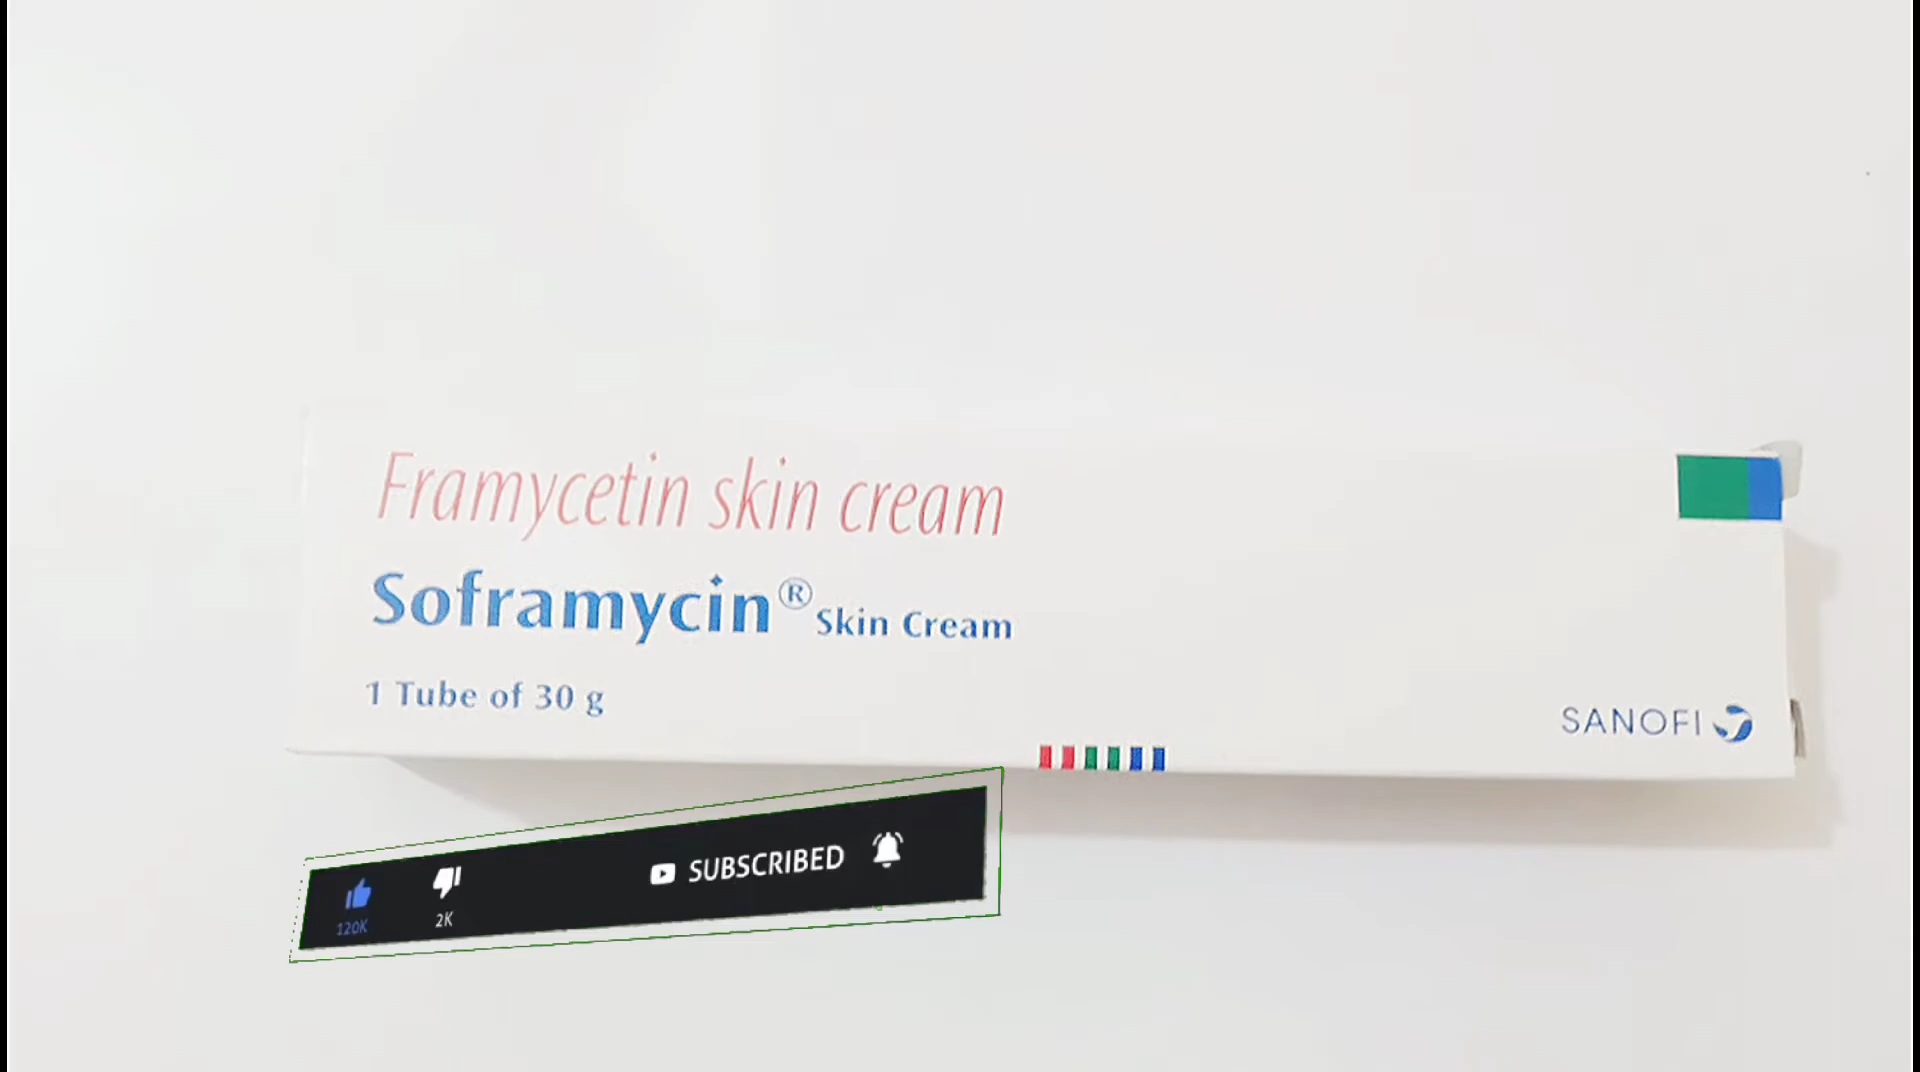 Framycetin skin cream
Soframycin® Skin Cream
1 Tube of 30 g
SANOFI
SUBSCRIBED
120K
2K